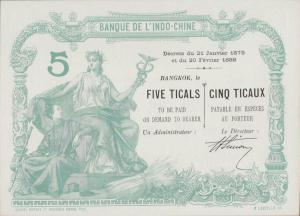 BANQUE DE L'INDO-CHINE
Décrets du 21 Janvier 1875
et du 20 Février 1888
5
BANGKOK, le
FIVE TICALS
CINQ TICAUX
TO BE PAID
ON DEMAND TO BEARER
PAYABLE EN ESPÈCES
AU PORTEUR
Un Administrateur :
Le Directeur :